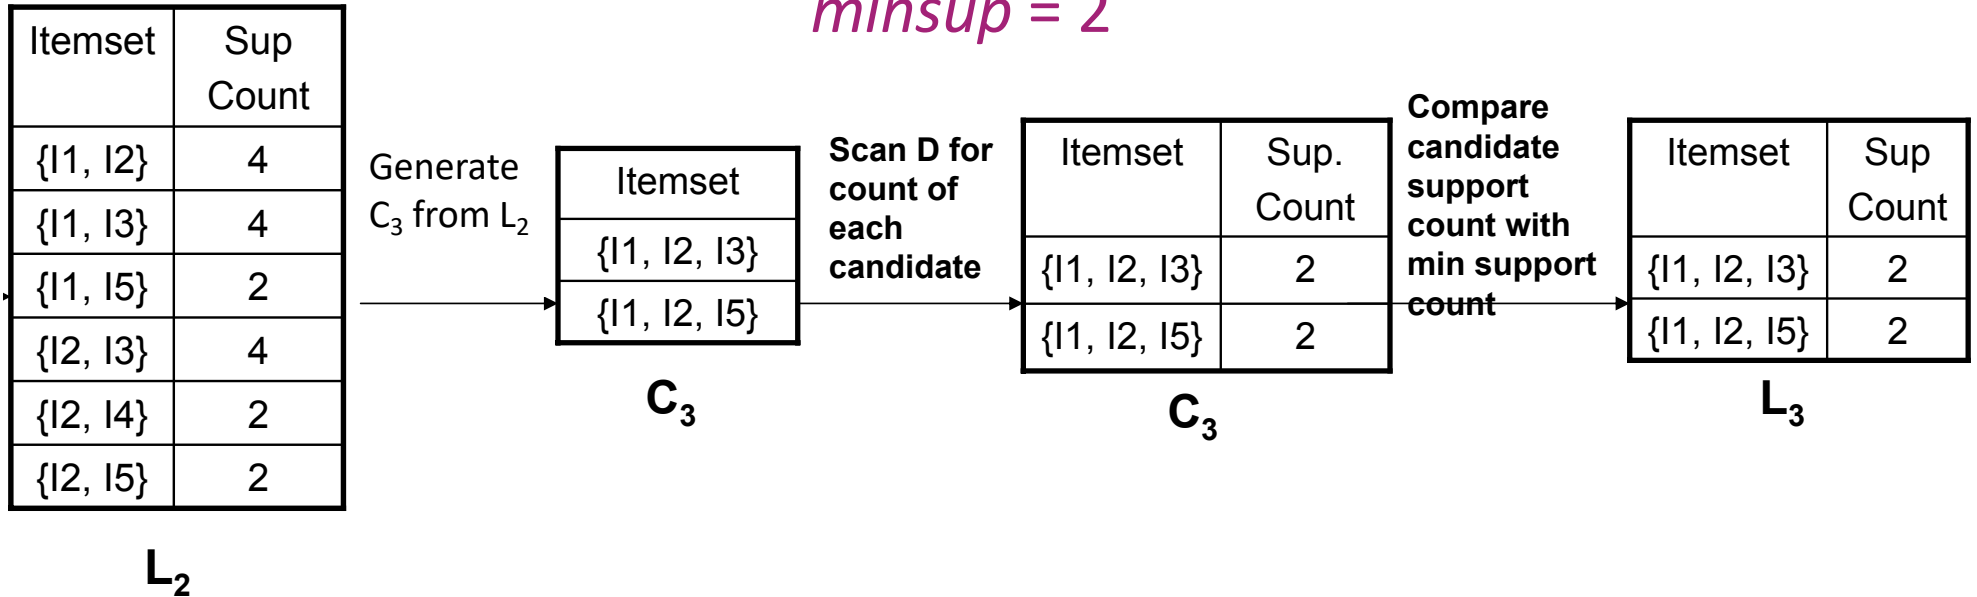 minsup = 2
Itemset Sup
Count
{I1, I2} 4
{I1, I3} 4
{I1, I5} 2
{I2, I3} 4
{I2, I4} 2
{I2, I5} 2
L2
Generate
C3 from L2
Itemset
{I1, I2, I3}
{I1, I2, I5}
C3
Scan D for
count of
each
candidate
Itemset Sup.
Count
{I1, I2, I3} 2
{I1, I2, I5} 2
C3
Compare
candidate
support
count with
min support
count
Itemset Sup
Count
{I1, I2, I3} 2
{I1, I2, I5} 2
L3